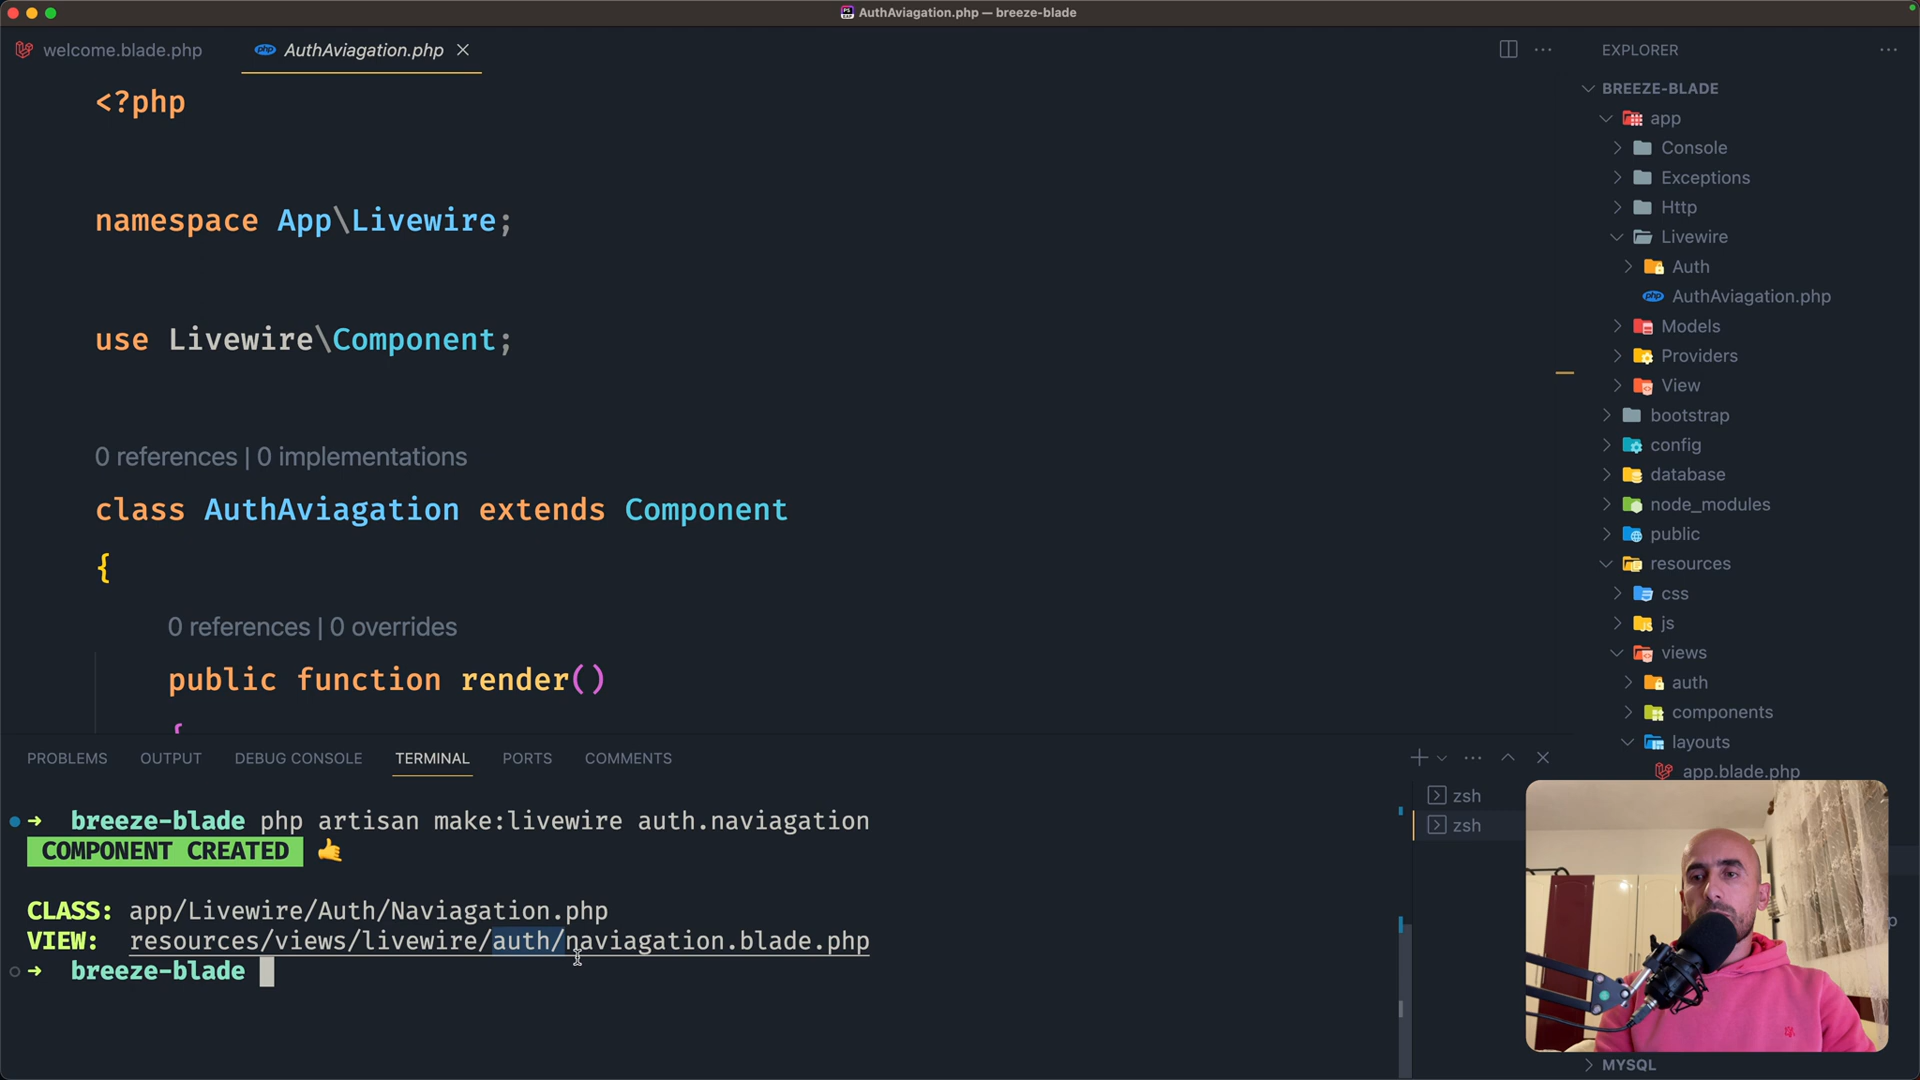 AuthAviagation.php — breeze-blade
welcome.blade.php
AuthAviagation.php
<?php
namespace App\Livewire;
use Livewire\Component;
0 references | 0 implementations
class AuthAviagation extends Component
{
0 references | 0 overrides
public function render()
{
PROBLEMS
OUTPUT
DEBUG CONSOLE
TERMINAL
PORTS
COMMENTS
→ breeze-blade php artisan make:livewire auth.naviagation
COMPONENT CREATED 🤙
CLASS: app/Livewire/Auth/Naviagation.php
VIEW: resources/views/livewire/auth/naviagation.blade.php
→ breeze-blade
zsh
zsh
EXPLORER
BREEZE-BLADE
app
Console
Exceptions
Http
Livewire
Auth
php AuthAviagation.php
Models
Providers
View
bootstrap
config
database
node_modules
public
resources
css
js
views
auth
components
layouts
app.blade.php
MYSQL